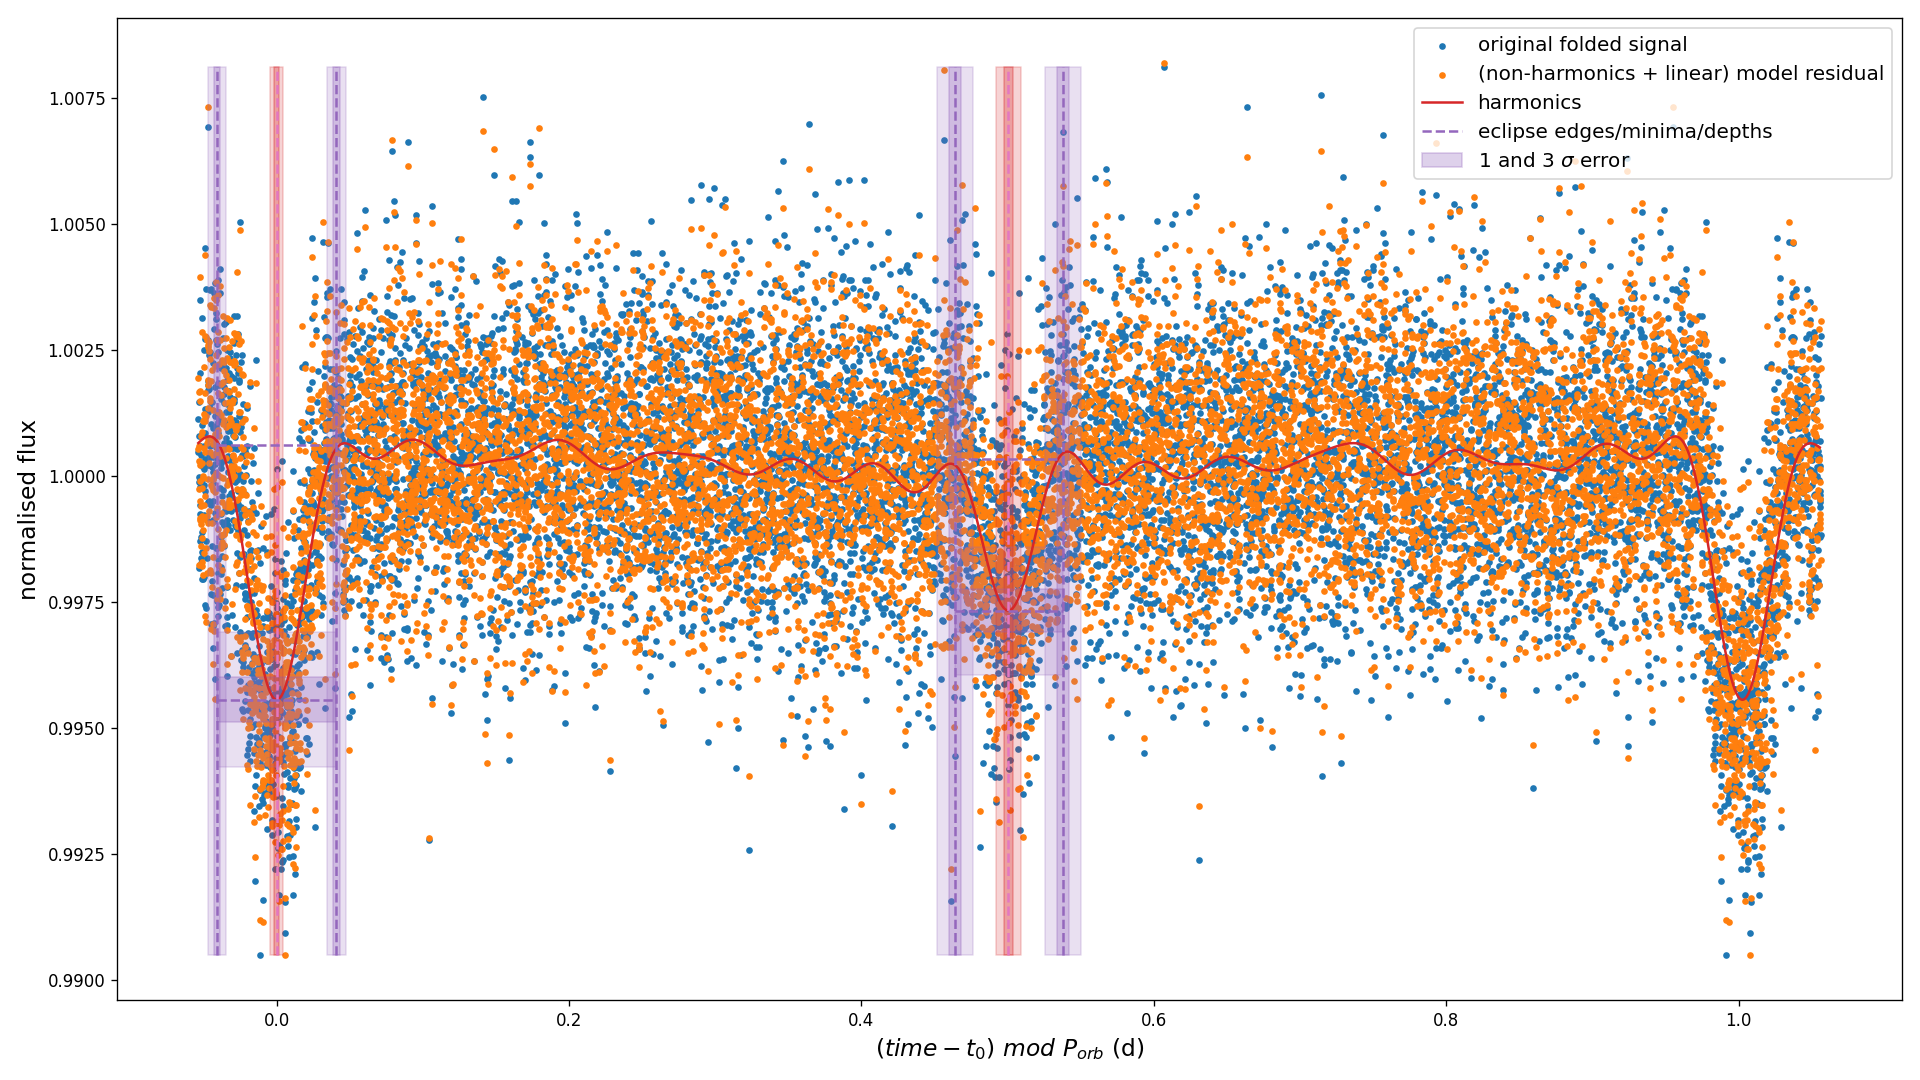 original folded signal
(non-harmonics + linear) model residual
harmonics
eclipse edges/minima/depths
1 and 3 σ error
normalised flux
1.0075
1.0050
1.0025
1.0000
0.9975
0.9950
0.9925
0.9900
0.0 0.2 0.4 0.6 0.8 1.0
(time − t₀) mod P_orb (d)